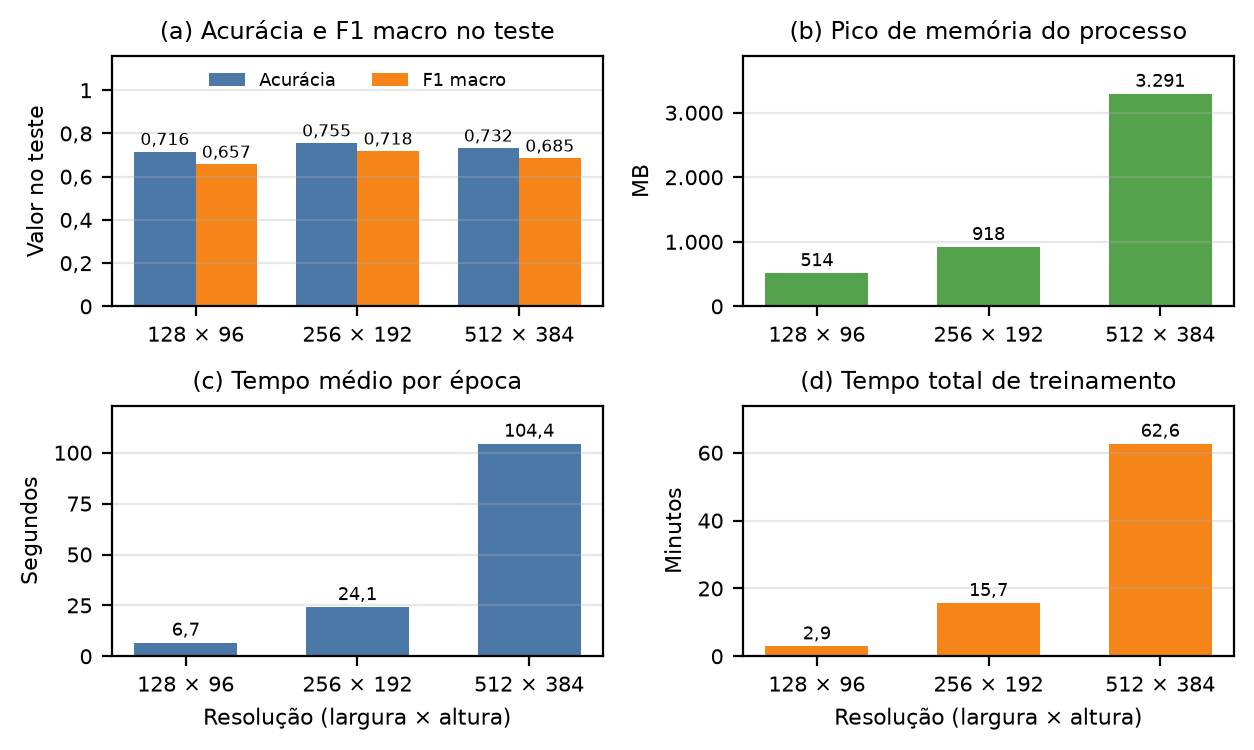 (a) Acurácia e F1 macro no teste
Valor no teste
1
0,8
0,6
0,4
0,2
0
Acurácia
F1 macro
0,716
0,657
0,755
0,718
0,732
0,685
128 × 96
256 × 192
512 × 384
(b) Pico de memória do processo
MB
3.000
2.000
1.000
0
514
918
3.291
128 × 96
256 × 192
512 × 384
(c) Tempo médio por época
Segundos
100
75
50
25
0
6,7
24,1
104,4
128 × 96
256 × 192
512 × 384
Resolução (largura × altura)
(d) Tempo total de treinamento
Minutos
60
40
20
0
2,9
15,7
62,6
128 × 96
256 × 192
512 × 384
Resolução (largura × altura)